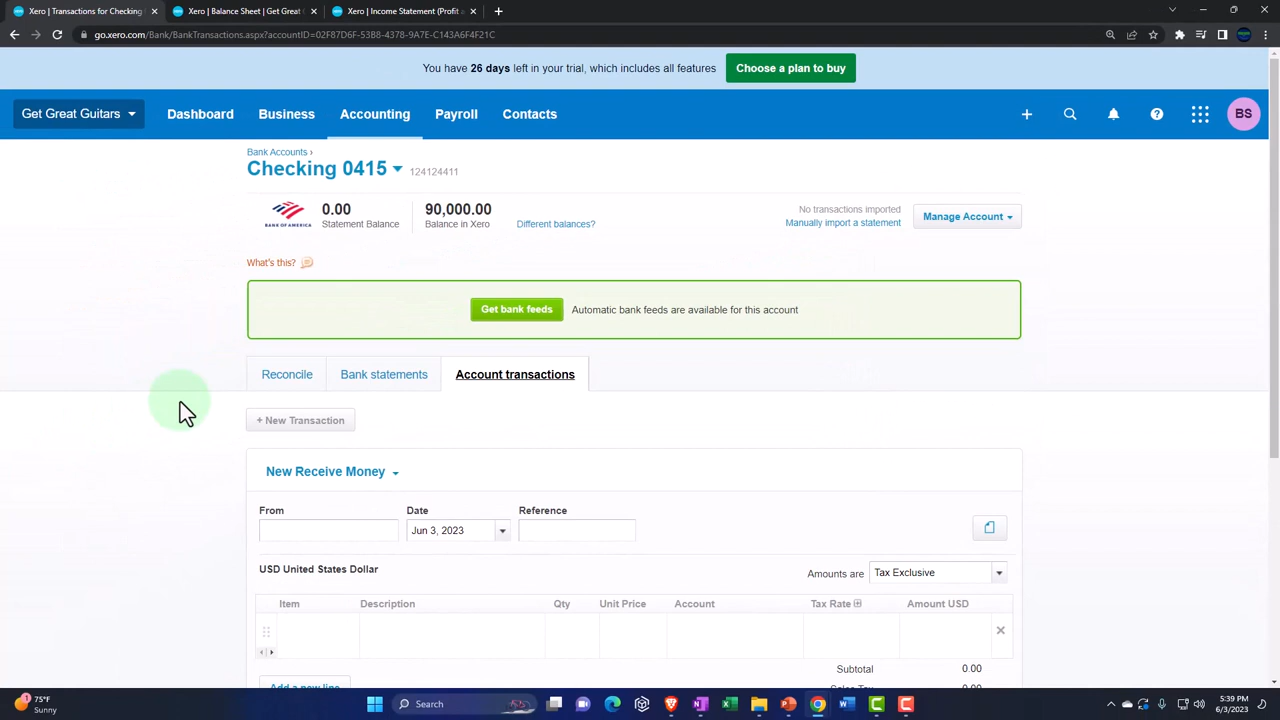 Xero | Transactions for Checking
Xero | Balance Sheet | Get Gr
Xero | Income Statement (Profit a
go.xero.com/Bank/BankTransactions.aspx?accountID=02F87D6F-53B8-4378-9A7E-C143A6F4F21C
You have 26 days left in your trial, which includes all features
Choose a plan to buy
Get Great Guitars
Dashboard
Business
Accounting
Payroll
Contacts
BS
Bank Accounts ›
Checking 0415
124124411
BANK OF AMERICA
0.00
Statement Balance
90,000.00
Balance in Xero
Different balances?
No transactions imported
Manually import a statement
Manage Account
What's this?
Get bank feeds
Automatic bank feeds are available for this account
Reconcile
Bank statements
Account transactions
+ New Transaction
New Receive Money
From
Date
Reference
Jun 3, 2023
USD United States Dollar
Amounts are
Tax Exclusive
Item
Description
Qty
Unit Price
Account
Tax Rate
Amount USD
Subtotal
0.00
Add a new line
Sales Tax
0.00
75°F
Sunny
Search
5:39 PM
6/3/2023